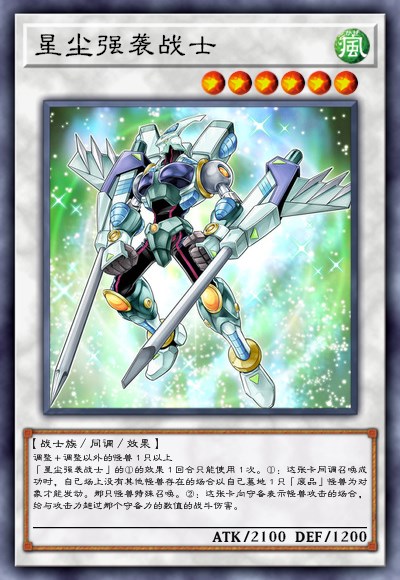 星尘强袭战士
風
【战士族／同调／效果】
调整＋调整以外的怪兽1只以上
「星尘强袭战士」的①的效果1回合只能使用1次。①：这张卡同调召唤成
功时，自己场上没有其他怪兽存在的场合以自己墓地1只「废品」怪兽为对
象才能发动。那只怪兽特殊召唤。②：这张卡向守备表示怪兽攻击的场合，
给与攻击力超过那个守备力的数值的战斗伤害。
ATK/2100 DEF/1200